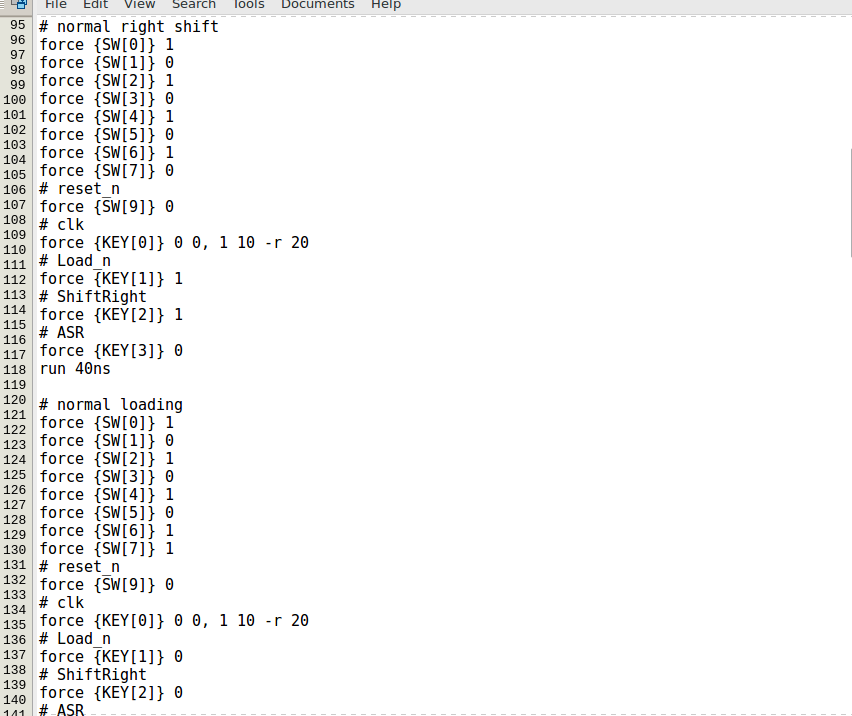 File Edit View Search Tools Documents Help
95
96
97
98
99
100
101
102
103
104
105
106
107
108
109
110
111
112
113
114
115
116
117
118
119
120
121
122
123
124
125
126
127
128
129
130
131
132
133
134
135
136
137
138
139
140
141
# normal right shift
force {SW[0]} 1
force {SW[1]} 0
force {SW[2]} 1
force {SW[3]} 0
force {SW[4]} 1
force {SW[5]} 0
force {SW[6]} 1
force {SW[7]} 0
# reset_n
force {SW[9]} 0
# clk
force {KEY[0]} 0 0, 1 10 -r 20
# Load_n
force {KEY[1]} 1
# ShiftRight
force {KEY[2]} 1
# ASR
force {KEY[3]} 0
run 40ns
# normal loading
force {SW[0]} 1
force {SW[1]} 0
force {SW[2]} 1
force {SW[3]} 0
force {SW[4]} 1
force {SW[5]} 0
force {SW[6]} 1
force {SW[7]} 1
# reset_n
force {SW[9]} 0
# clk
force {KEY[0]} 0 0, 1 10 -r 20
# Load_n
force {KEY[1]} 0
# ShiftRight
force {KEY[2]} 0
# ASR